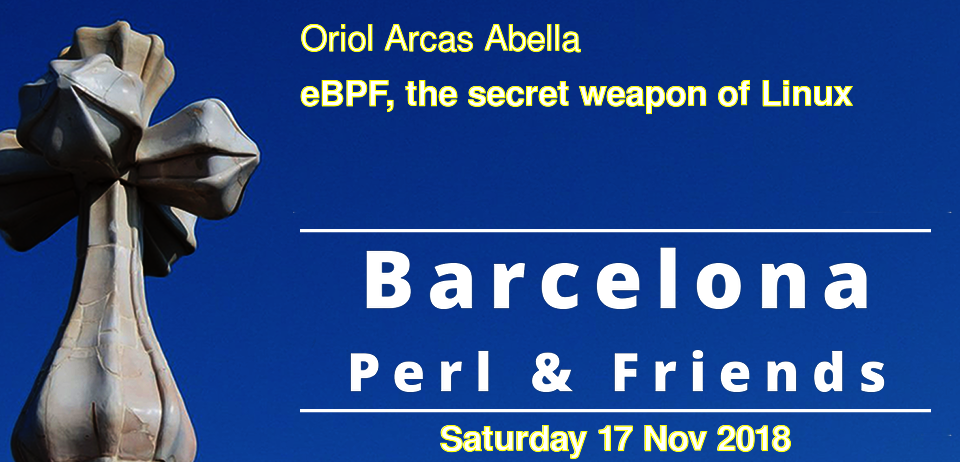 Oriol Arcas Abella
eBPF, the secret weapon of Linux
Barcelona
Perl & Friends
Saturday 17 Nov 2018